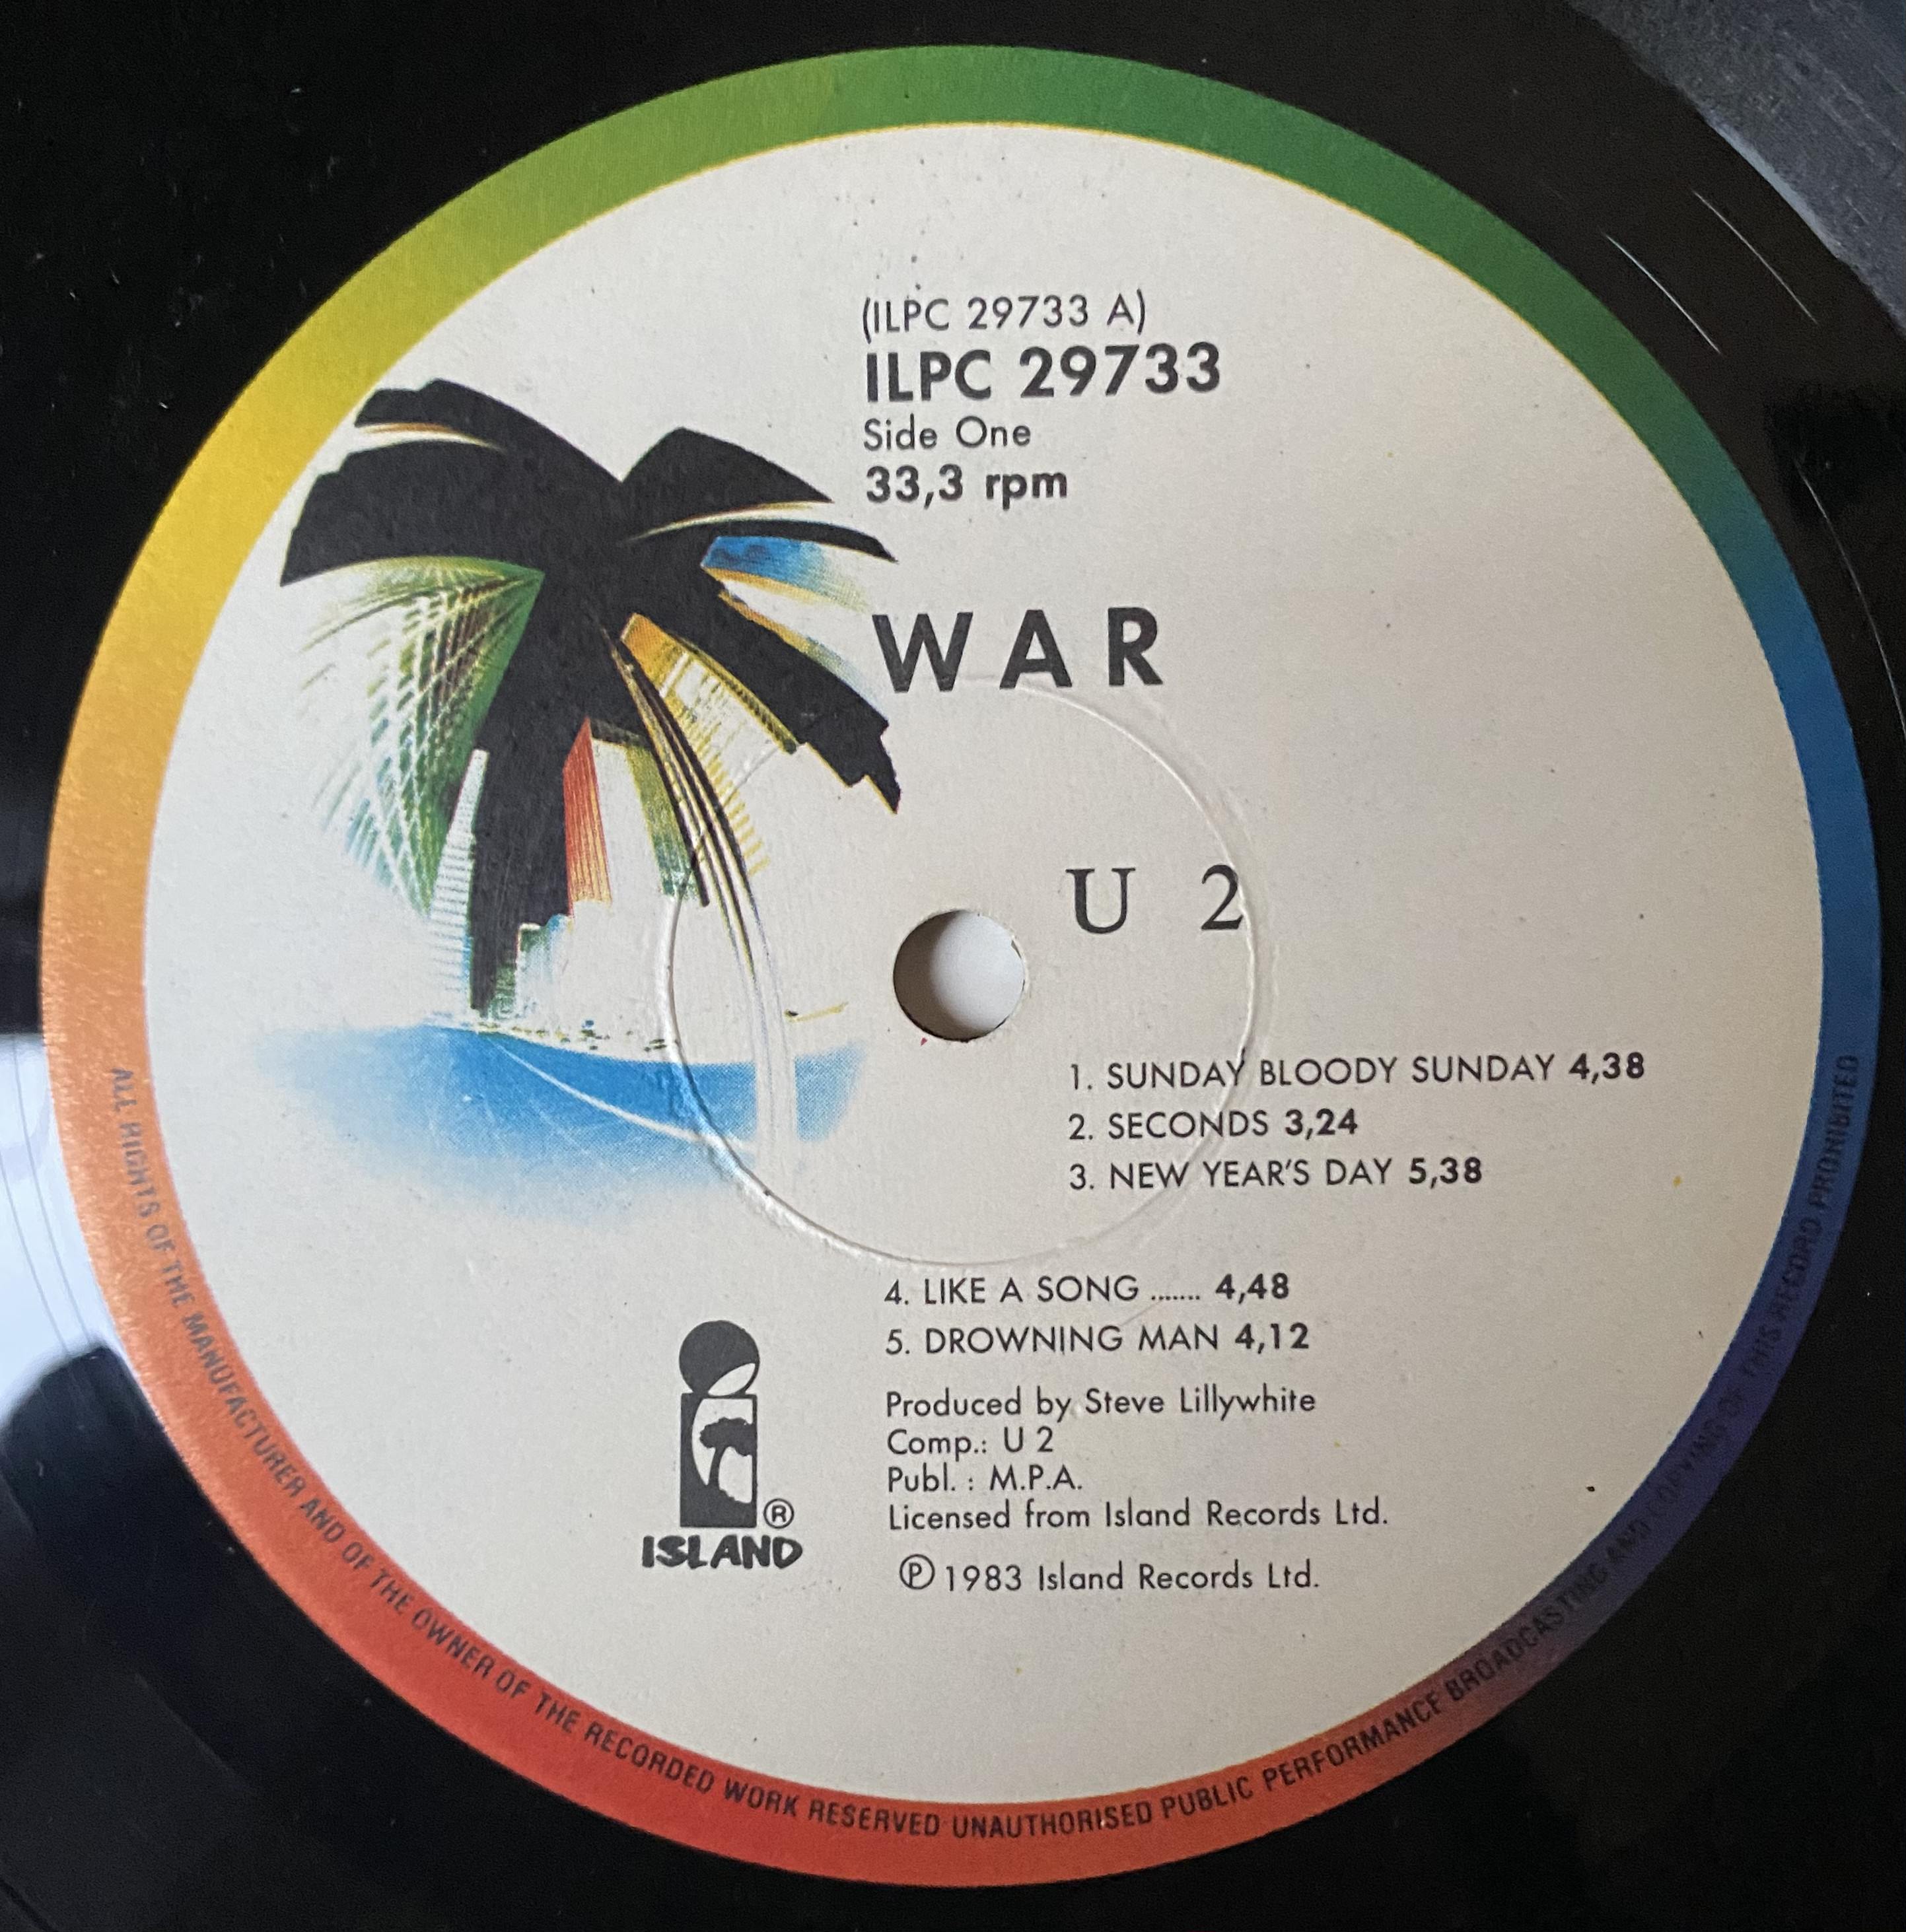 (ILPC 29733 A)
ILPC 29733
Side One
33,3 rpm
WAR
U 2
1. SUNDAY BLOODY SUNDAY 4,38
2. SECONDS 3,24
3. NEW YEAR'S DAY 5,38
4. LIKE A SONG ....... 4,48
5. DROWNING MAN 4,12
Produced by Steve Lillywhite
Comp.: U 2
Publ. : M.P.A.
Licensed from Island Records Ltd.
℗ 1983 Island Records Ltd.
®
ISLAND
ALL RIGHTS OF THE MANUFACTURER AND OF THE OWNER OF THE RECORDED WORK RESERVED UNAUTHORISED PUBLIC PERFORMANCE BROADCASTING AND COPYING OF THIS RECORD PROHIBITED